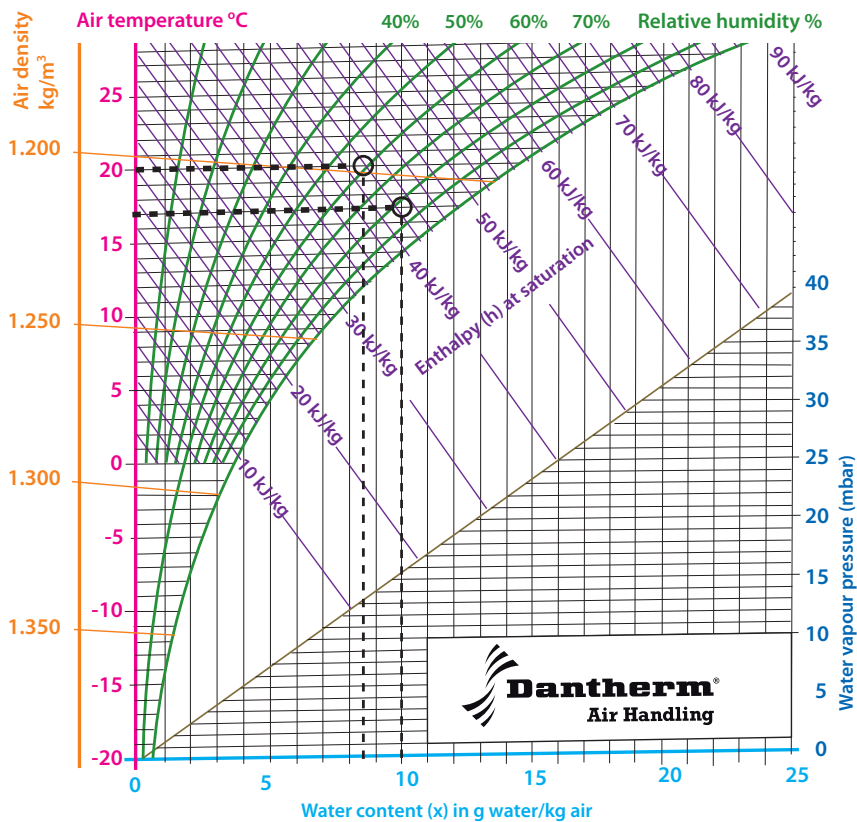 Air temperature °C
40%
50%
60%
70%
Relative humidity %
Air density
kg/m³
1.200
1.250
1.300
1.350
25
20
15
10
5
0
-5
-10
-15
-20
10 kJ/kg
20 kJ/kg
30 kJ/kg
40 kJ/kg
50 kJ/kg
60 kJ/kg
70 kJ/kg
80 kJ/kg
90 kJ/kg
Enthalpy (h) at saturation
40
35
30
25
20
15
10
5
0
Water vapour pressure (mbar)
Dantherm®
Air Handling
0
5
10
15
20
25
Water content (x) in g water/kg air